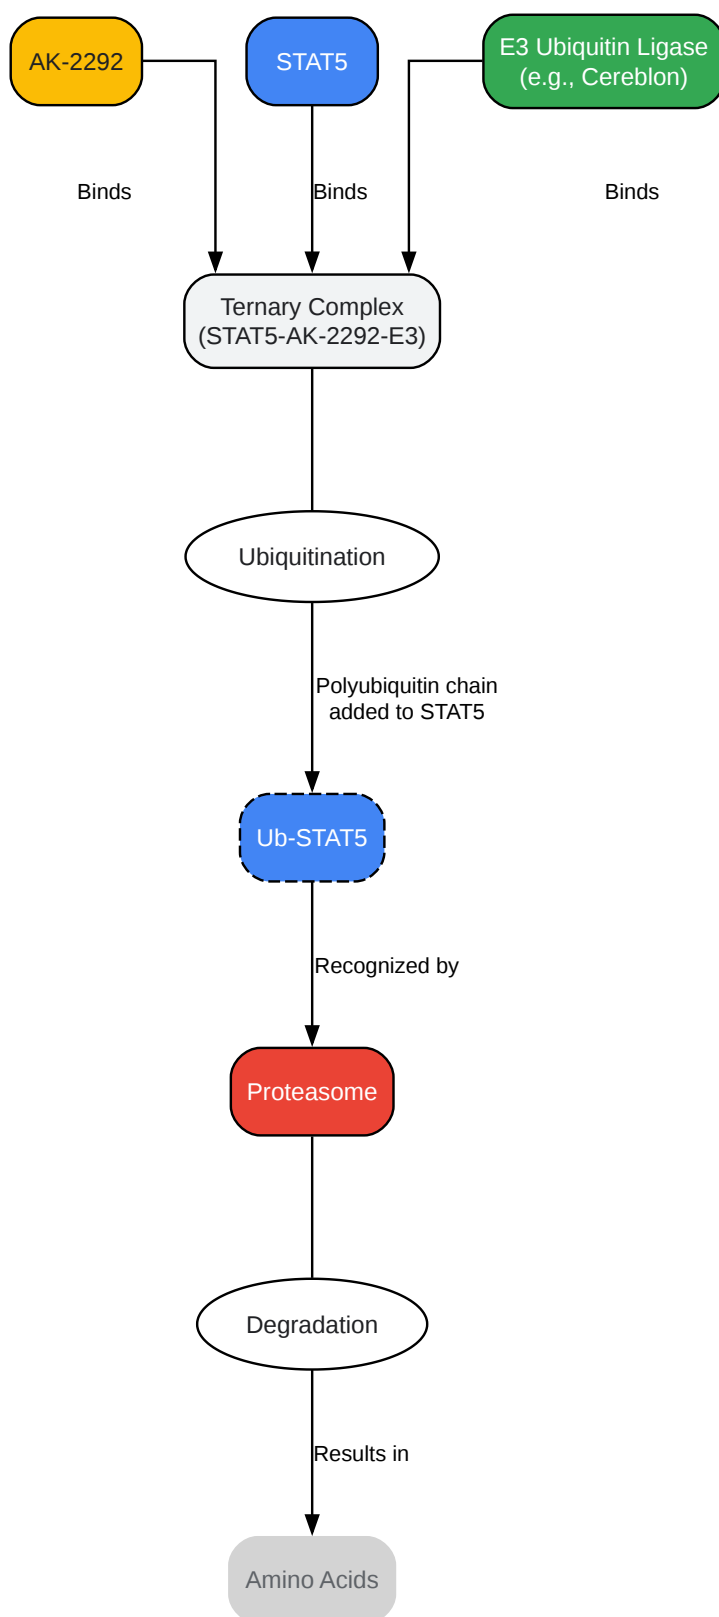 AK-2292
STAT5
E3 Ubiquitin Ligase
(e.g., Cereblon)
Binds
Binds
Binds
Ternary Complex
(STAT5-AK-2292-E3)
Ubiquitination
Polyubiquitin chain
added to STAT5
Ub-STAT5
Recognized by
Proteasome
Degradation
Results in
Amino Acids